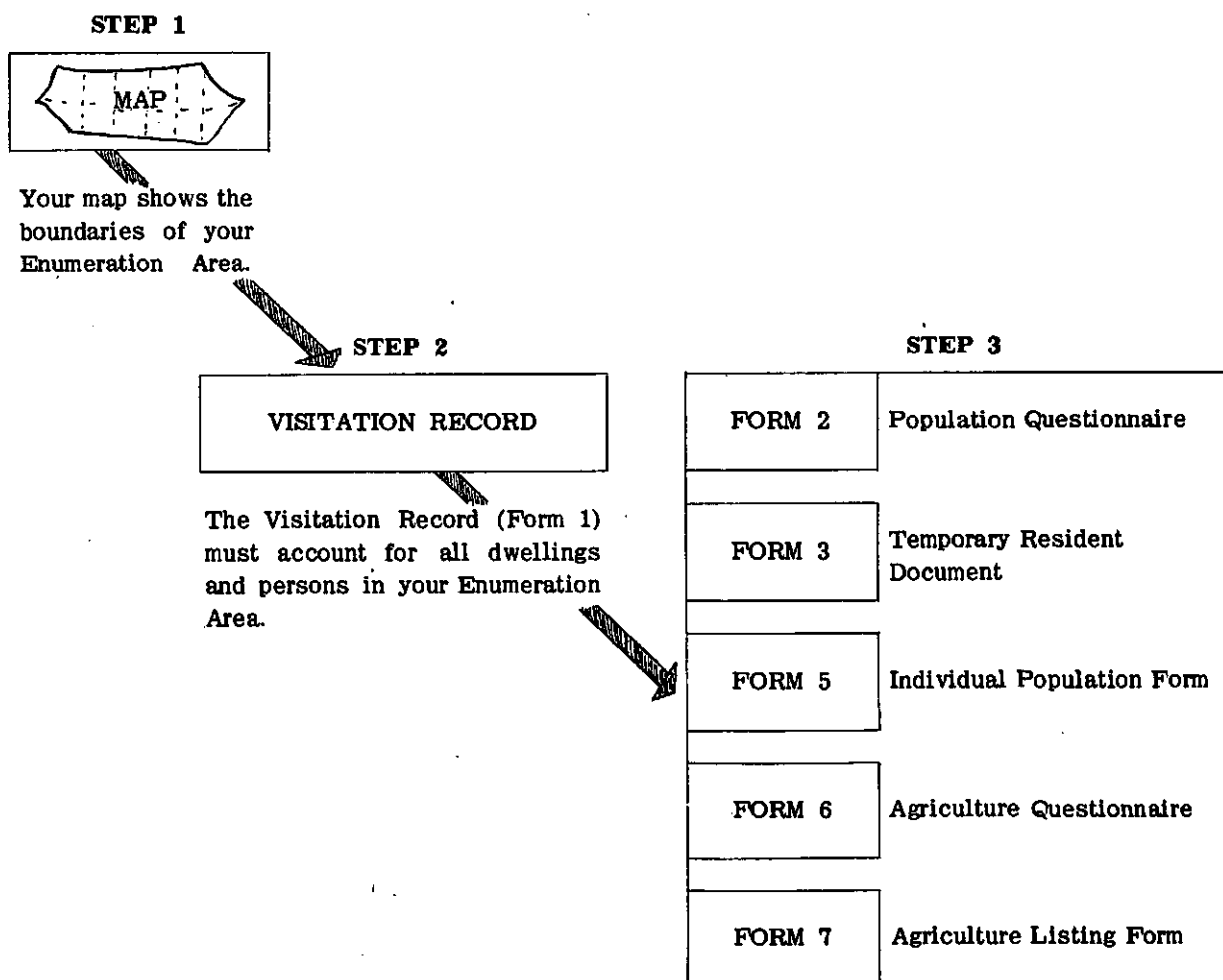 STEP 1
MAP
Your map shows the
boundaries of your
Enumeration Area.
STEP 2
VISITATION RECORD
The Visitation Record (Form 1)
must account for all dwellings
and persons in your Enumeration
Area.
STEP 3
FORM 2 Population Questionnaire
FORM 3 Temporary Resident
Document
FORM 5 Individual Population Form
FORM 6 Agriculture Questionnaire
FORM 7 Agriculture Listing Form